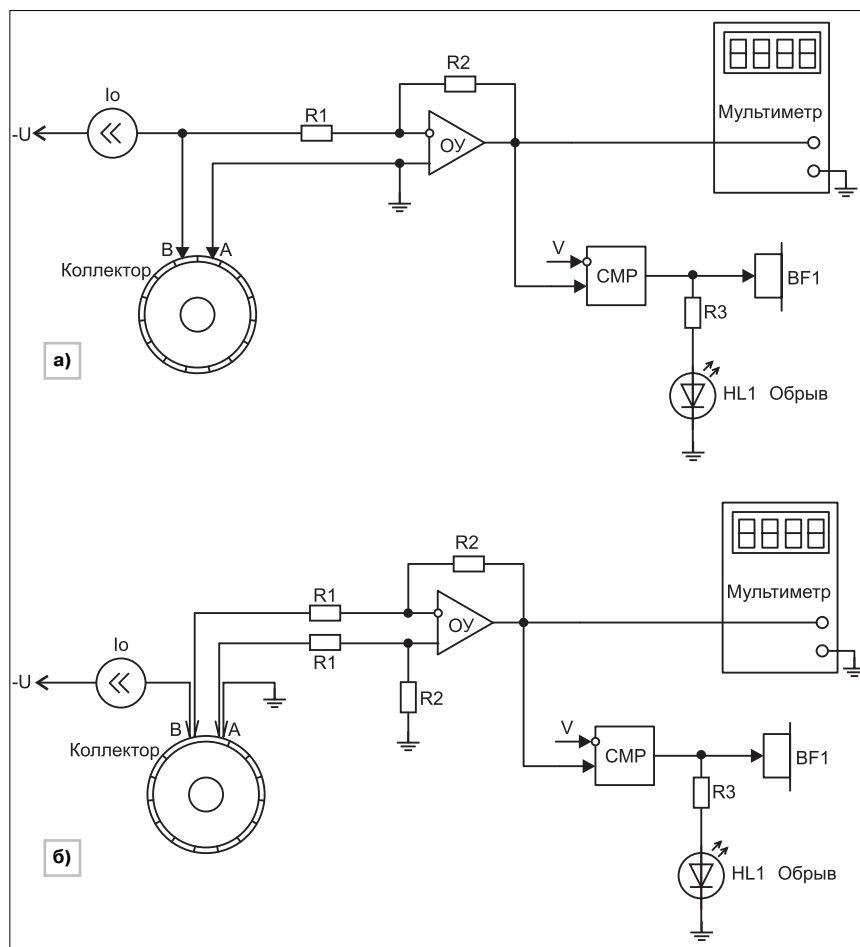 Io
R1
R2
-U
ОУ
Мультиметр
B A
Коллектор
V
CMP
BF1
R3
HL1 Обрыв
а)
Io
R1
R1
R2
R2
-U
ОУ
Мультиметр
B A
Коллектор
V
CMP
BF1
R3
HL1 Обрыв
б)